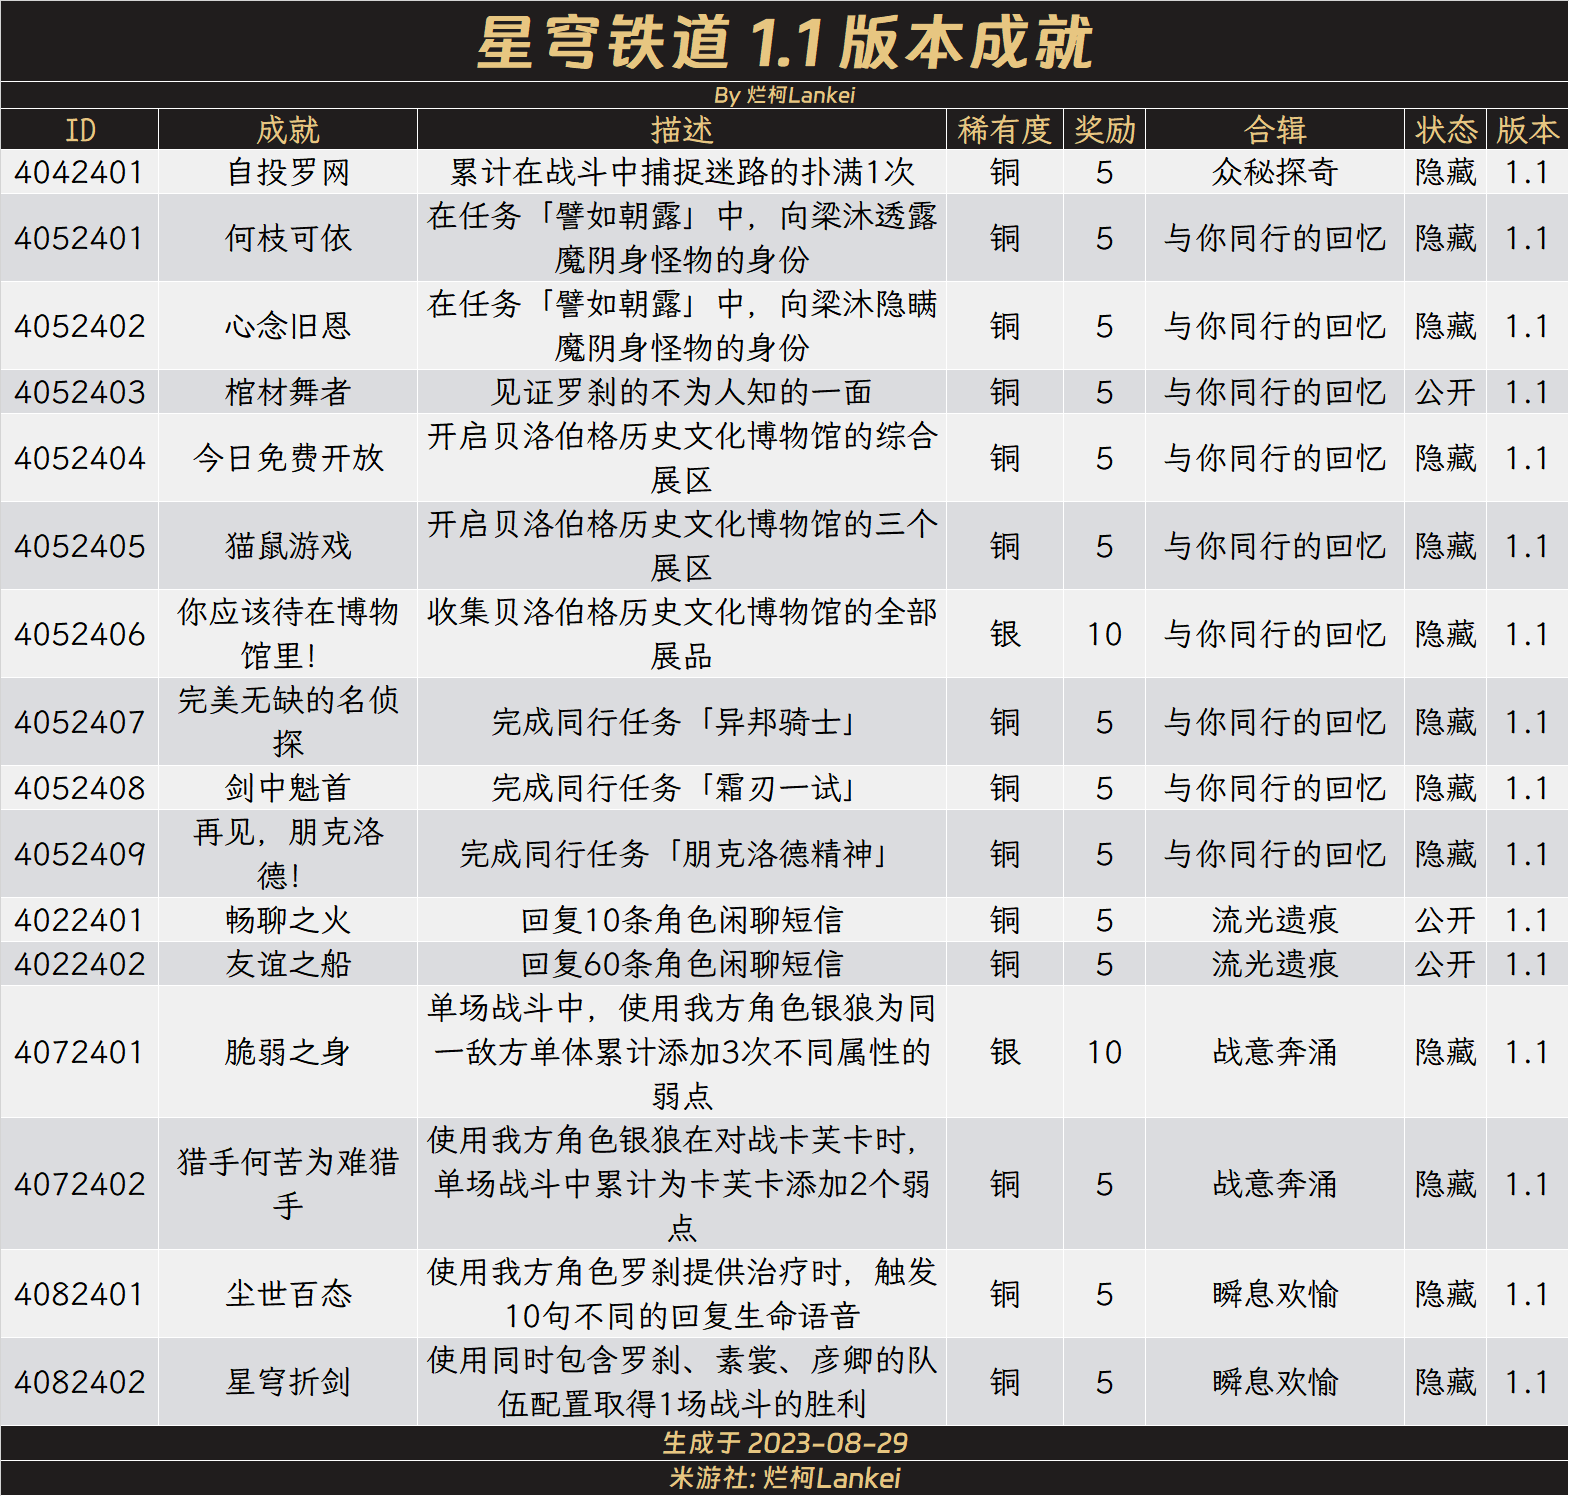 星穹铁道 1.1 版本成就
By 烂柯Lankei
ID 成就 描述 稀有度 奖励 合辑 状态 版本
4042401 自投罗网 累计在战斗中捕捉迷路的扑满1次 铜 5 众秘探奇 隐藏 1.1
4052401 何枝可依 在任务「譬如朝露」中，向梁沐透露
魔阴身怪物的身份 铜 5 与你同行的回忆 隐藏 1.1
4052402 心念旧恩 在任务「譬如朝露」中，向梁沐隐瞒
魔阴身怪物的身份 铜 5 与你同行的回忆 隐藏 1.1
4052403 棺材舞者 见证罗刹的不为人知的一面 铜 5 与你同行的回忆 公开 1.1
4052404 今日免费开放 开启贝洛伯格历史文化博物馆的综合
展区 铜 5 与你同行的回忆 隐藏 1.1
4052405 猫鼠游戏 开启贝洛伯格历史文化博物馆的三个
展区 铜 5 与你同行的回忆 隐藏 1.1
4052406 你应该待在博物
馆里！ 收集贝洛伯格历史文化博物馆的全部
展品 银 10 与你同行的回忆 隐藏 1.1
4052407 完美无缺的名侦
探 完成同行任务「异邦骑士」 铜 5 与你同行的回忆 隐藏 1.1
4052408 剑中魁首 完成同行任务「霜刃一试」 铜 5 与你同行的回忆 隐藏 1.1
4052409 再见，朋克洛
德！ 完成同行任务「朋克洛德精神」 铜 5 与你同行的回忆 隐藏 1.1
4022401 畅聊之火 回复10条角色闲聊短信 铜 5 流光遗痕 公开 1.1
4022402 友谊之船 回复60条角色闲聊短信 铜 5 流光遗痕 公开 1.1
4072401 脆弱之身 单场战斗中，使用我方角色银狼为同
一敌方单体累计添加3次不同属性的
弱点 银 10 战意奔涌 隐藏 1.1
4072402 猎手何苦为难猎
手 使用我方角色银狼在对战卡芙卡时，
单场战斗中累计为卡芙卡添加2个弱
点 铜 5 战意奔涌 隐藏 1.1
4082401 尘世百态 使用我方角色罗刹提供治疗时，触发
10句不同的回复生命语音 铜 5 瞬息欢愉 隐藏 1.1
4082402 星穹折剑 使用同时包含罗刹、素裳、彦卿的队
伍配置取得1场战斗的胜利 铜 5 瞬息欢愉 隐藏 1.1
生成于 2023-08-29
米游社: 烂柯Lankei